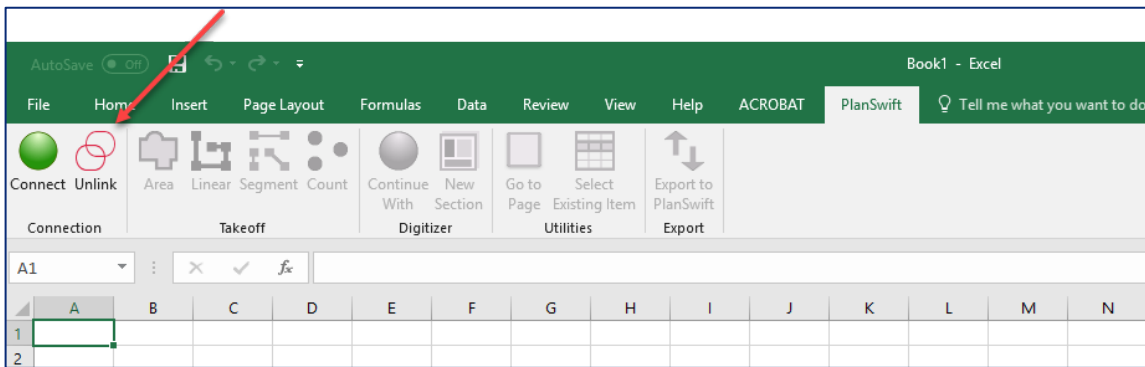 AutoSave Off
Book1 - Excel
File Home Insert Page Layout Formulas Data Review View Help ACROBAT PlanSwift Tell me what you want to do
Connect Unlink Area Linear Segment Count Continue With New Section Go to Page Select Existing Item Export to PlanSwift
Connection Takeoff Digitizer Utilities Export
A1 fx
A B C D E F G H I J K L M N
1
2